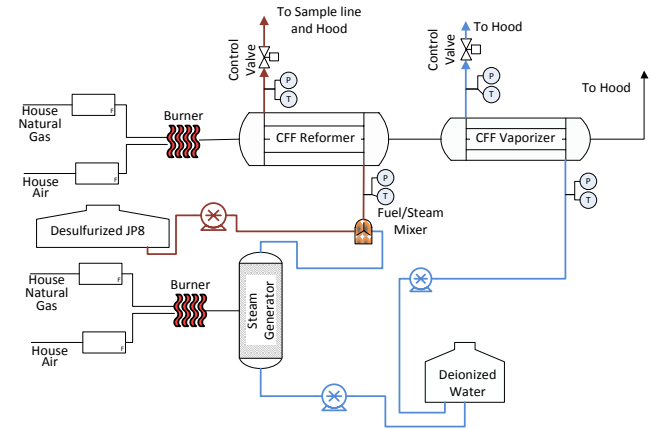 To Sample line
and Hood
To Hood
Control
Valve
P
T
Control
Valve
P
T
To Hood
House
Natural
Gas
F
Burner
CFF Reformer
CFF Vaporizer
House
Air
F
P
T
P
T
Fuel/Steam
Mixer
Desulfurized JP8
House
Natural
Gas
F
Burner
Steam
Generator
House
Air
F
Deionized
Water